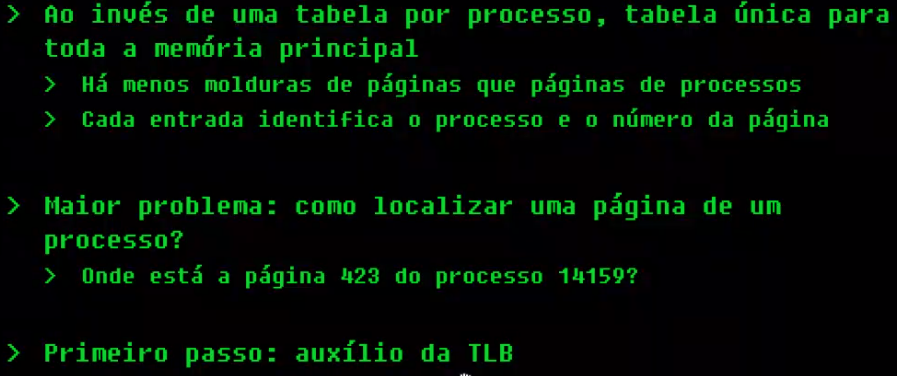 > Ao invés de uma tabela por processo, tabela única para
toda a memória principal
> Há menos molduras de páginas que páginas de processos
> Cada entrada identifica o processo e o número da página
> Maior problema: como localizar uma página de um
processo?
> Onde está a página 423 do processo 14159?
> Primeiro passo: auxílio da TLB